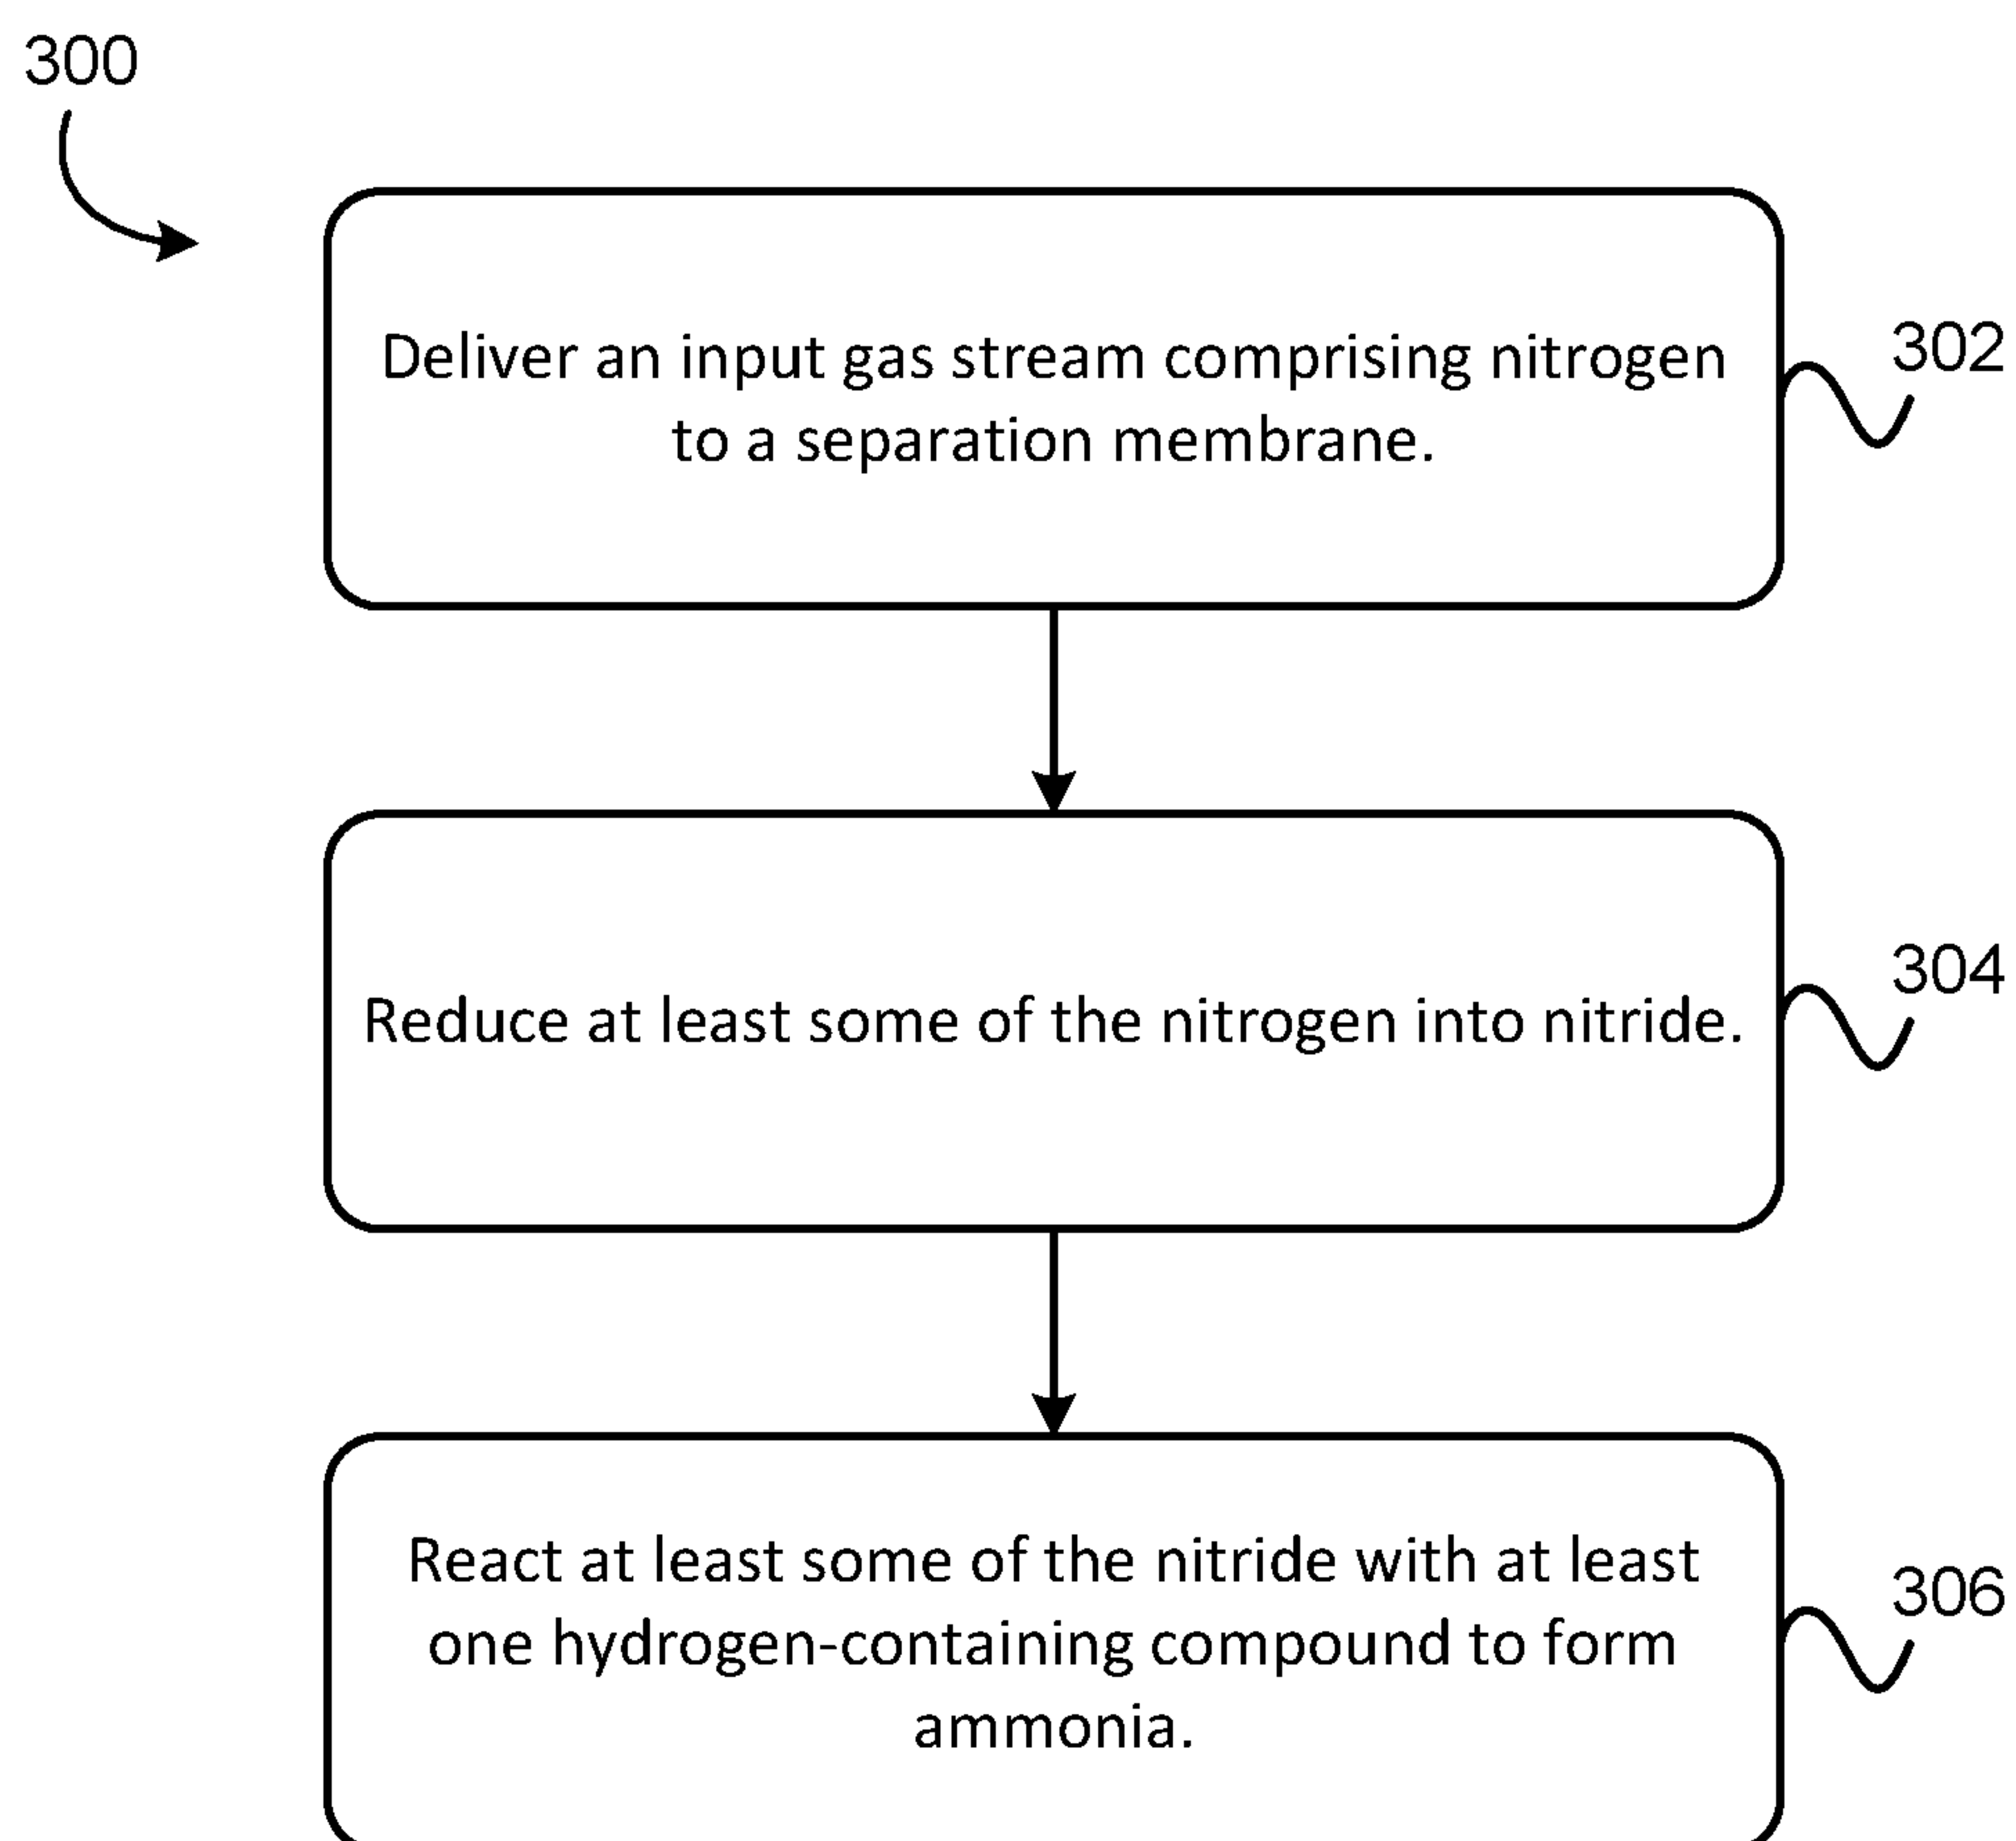 300
Deliver an input gas stream comprising nitrogen
to a separation membrane.
302
Reduce at least some of the nitrogen into nitride.
304
React at least some of the nitride with at least
one hydrogen-containing compound to form
ammonia.
306